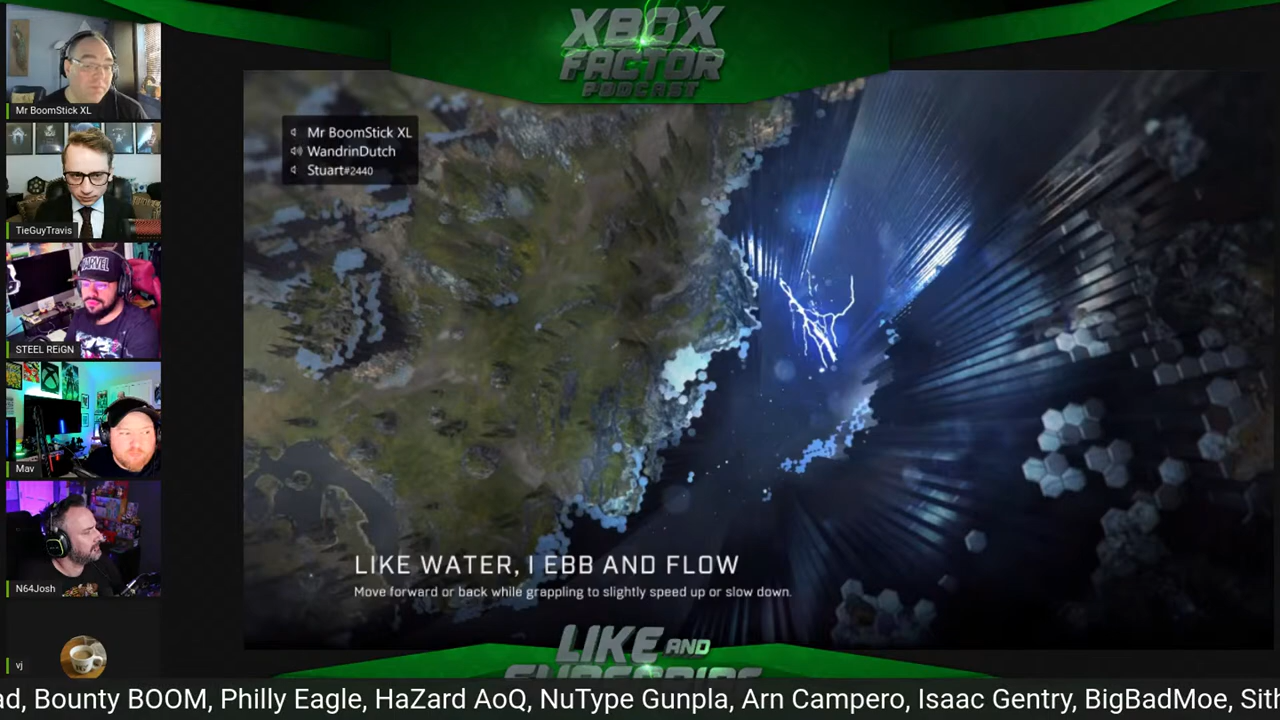 XBOX
FACTOR
PODCAST
Mr BoomStick XL
TieGuyTravis
MARVEL
STEEL REiGN
Mav
N64Josh
vj
Mr BoomStick XL
WandrinDutch
Stuart#2440
LIKE WATER, I EBB AND FLOW
Move forward or back while grappling to slightly speed up or slow down.
LIKE AND
SUBSCRIBE
ad, Bounty BOOM, Philly Eagle, HaZard AoQ, NuType Gunpla, Arn Campero, Isaac Gentry, BigBadMoe, Sith